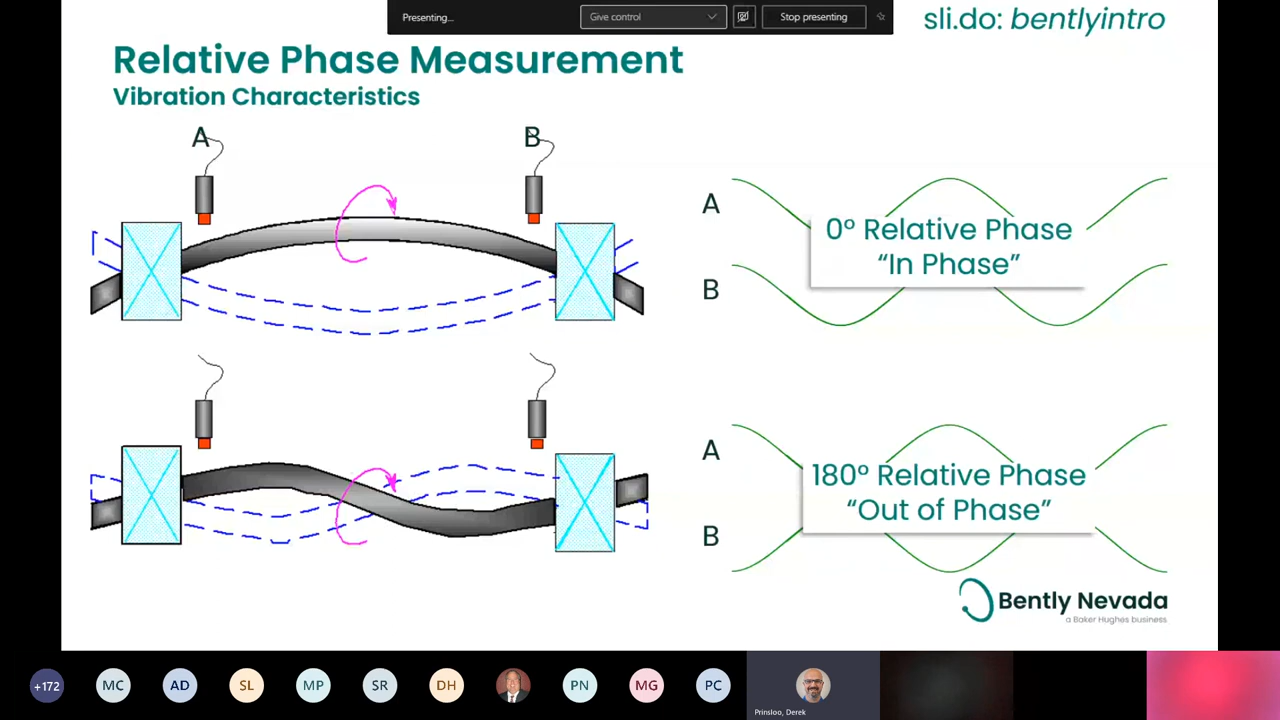 Presenting...
Give control
Stop presenting
sli.do: bentlyintro
Relative Phase Measurement
Vibration Characteristics
A
B
A
0° Relative Phase
“In Phase”
B
A
180° Relative Phase
“Out of Phase”
B
Bently Nevada
a Baker Hughes business
+172
MC
AD
SL
MP
SR
DH
PN
MG
PC
Prinsloo, Derek